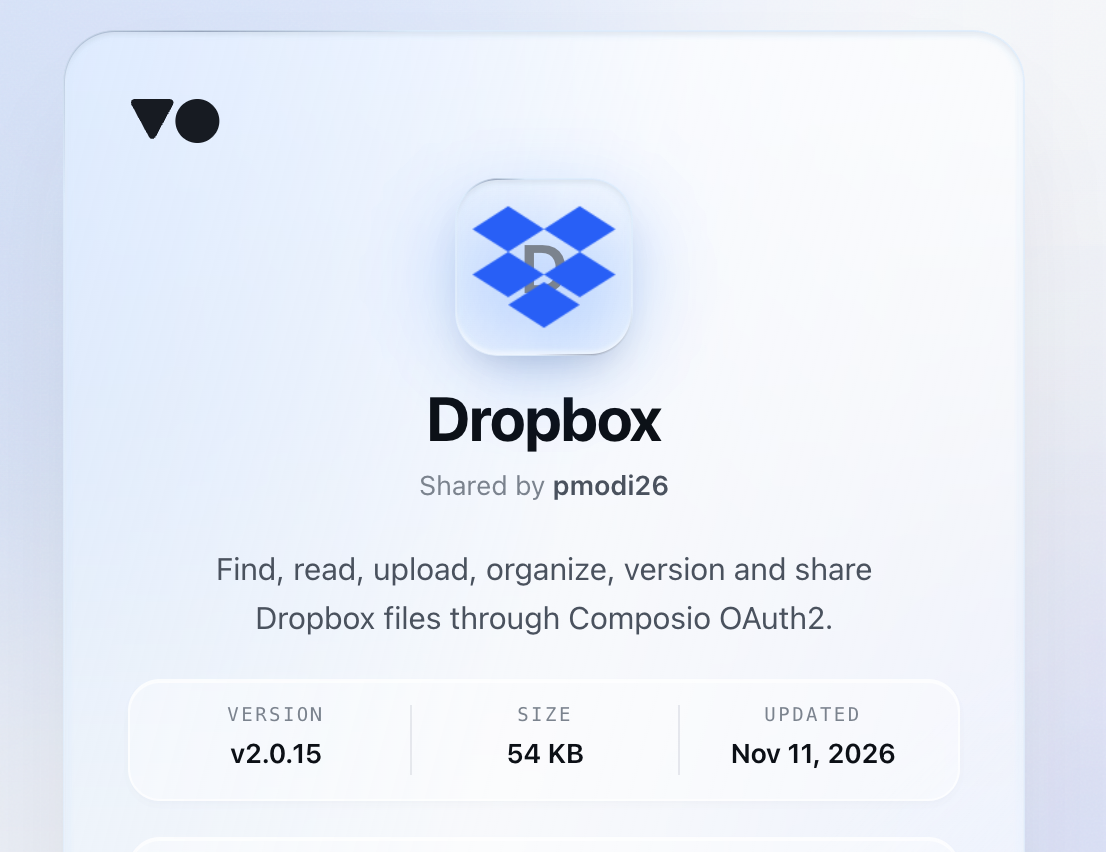 D
Dropbox
Shared by pmodi26
Find, read, upload, organize, version and share
Dropbox files through Composio OAuth2.
VERSION SIZE UPDATED
v2.0.15 54 KB Nov 11, 2026